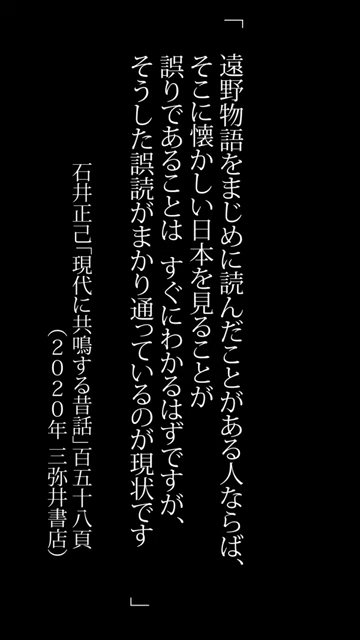 「
遠野物語をまじめに読んだことがある人ならば、
そこに懐かしい日本を見ることが
誤りであることは すぐにわかるはずですが、
そうした誤読がまかり通っているのが現状です
」
石井正己「現代に共鳴する昔話」百五十八頁
(２０２０年 三弥井書店)